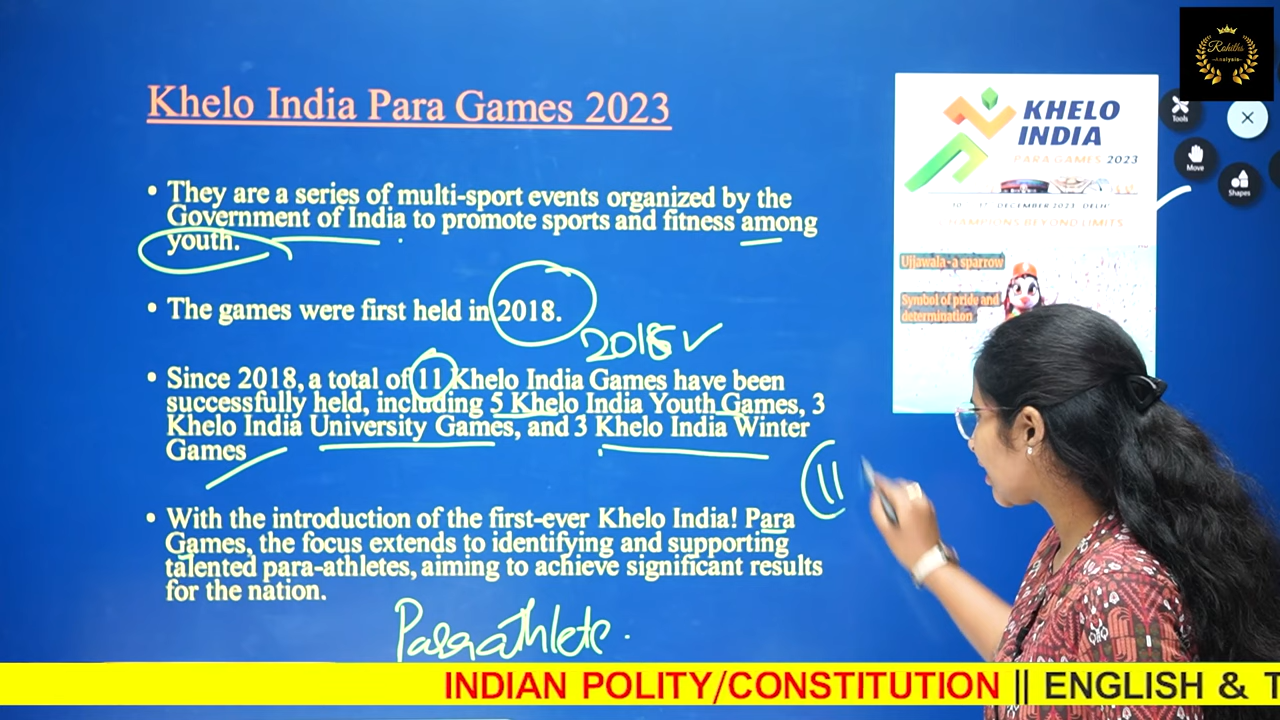 Rohiths
Analysis
Khelo India Para Games 2023
KHELO
INDIA
PARA GAMES 2023
Tools
Move
Shapes
• They are a series of multi-sport events organized by the
Government of India to promote sports and fitness among
youth.
DECEMBER 2023
CHAMPIONS BEYOND LIMITS
Ujjawala-a sparrow
Symbol of pride and
determination
• The games were first held in 2018.
2018
• Since 2018, a total of 11 Khelo India Games have been
successfully held, including 5 Khelo India Youth Games, 3
Khelo India University Games, and 3 Khelo India Winter
Games
11
• With the introduction of the first-ever Khelo India! Para
Games, the focus extends to identifying and supporting
talented para-athletes, aiming to achieve significant results
for the nation.
Para athlete.
INDIAN POLITY/CONSTITUTION || ENGLISH & T